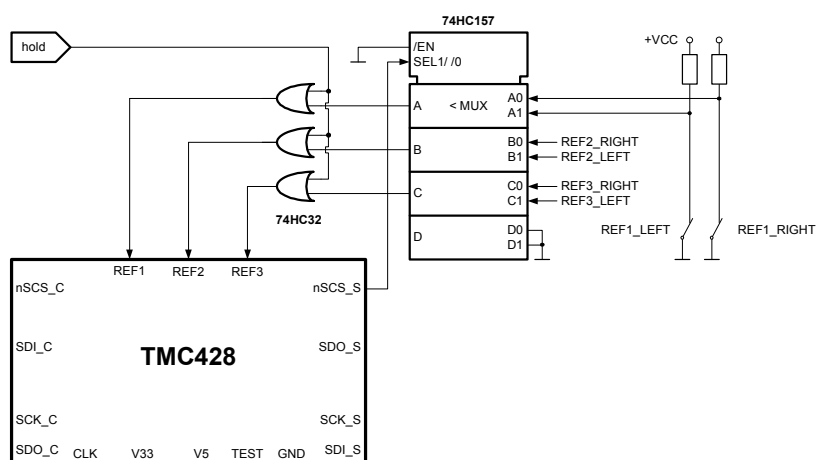 74HC157
hold
/EN
SEL1/ /0
+VCC
A
< MUX
A0
A1
B
B0
B1
REF2_RIGHT
REF2_LEFT
C
C0
C1
REF3_RIGHT
REF3_LEFT
74HC32
D
D0
D1
REF1_LEFT
REF1_RIGHT
REF1
REF2
REF3
nSCS_C
nSCS_S
SDI_C
TMC428
SDO_S
SCK_C
SCK_S
SDO_C
CLK
V33
V5
TEST
GND
SDI_S